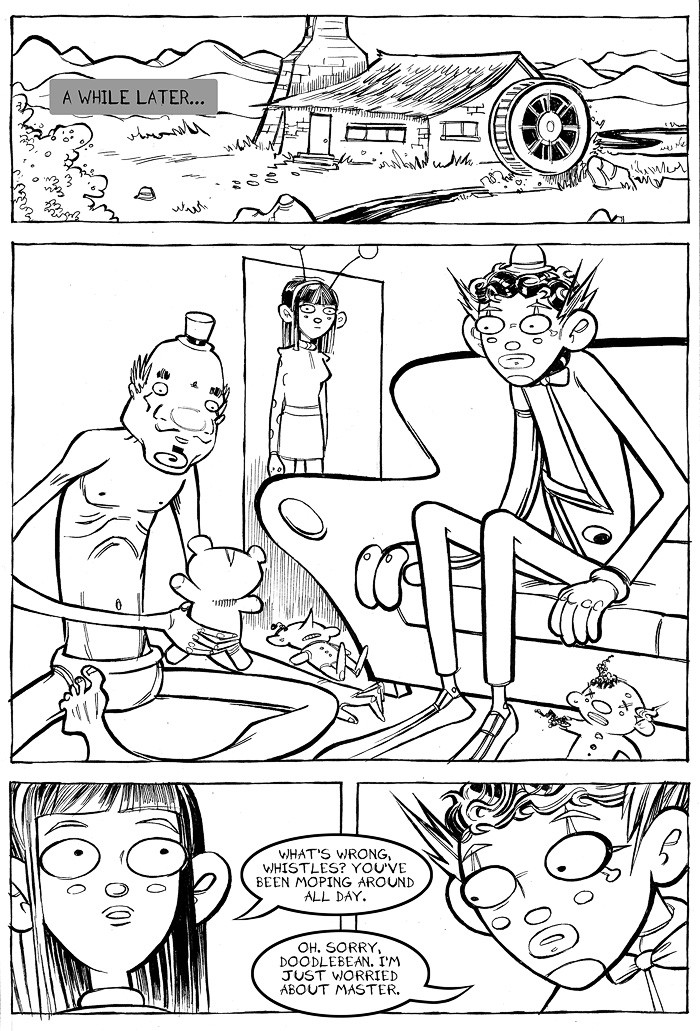 A WHILE LATER...
WHAT'S WRONG,
WHISTLES? YOU'VE
BEEN MOPING AROUND
ALL DAY.
OH. SORRY,
DOODLEBEAN. I'M
JUST WORRIED
ABOUT MASTER.